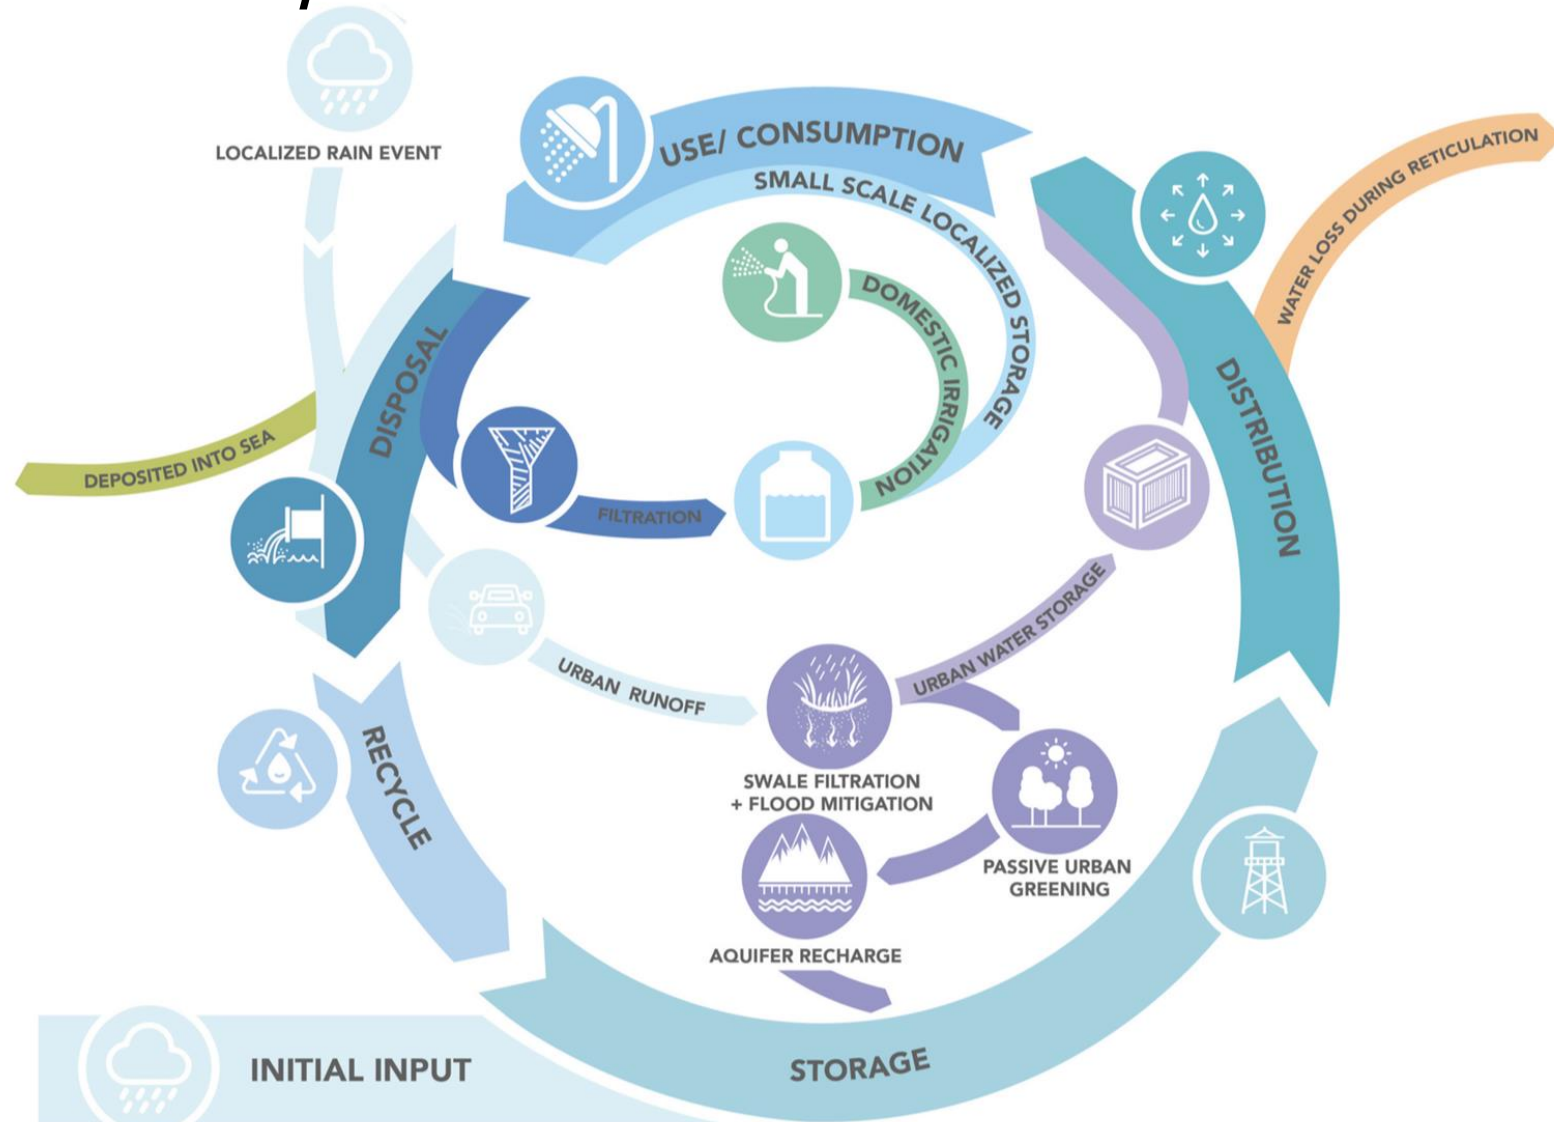 LOCALIZED RAIN EVENT
USE/ CONSUMPTION
SMALL SCALE LOCALIZED STORAGE
WATER LOSS DURING RETICULATION
DOMESTIC IRRIGATION
DISPOSAL
DISTRIBUTION
DEPOSITED INTO SEA
FILTRATION
URBAN WATER STORAGE
URBAN RUNOFF
RECYCLE
SWALE FILTRATION
+ FLOOD MITIGATION
PASSIVE URBAN
GREENING
AQUIFER RECHARGE
INITIAL INPUT
STORAGE